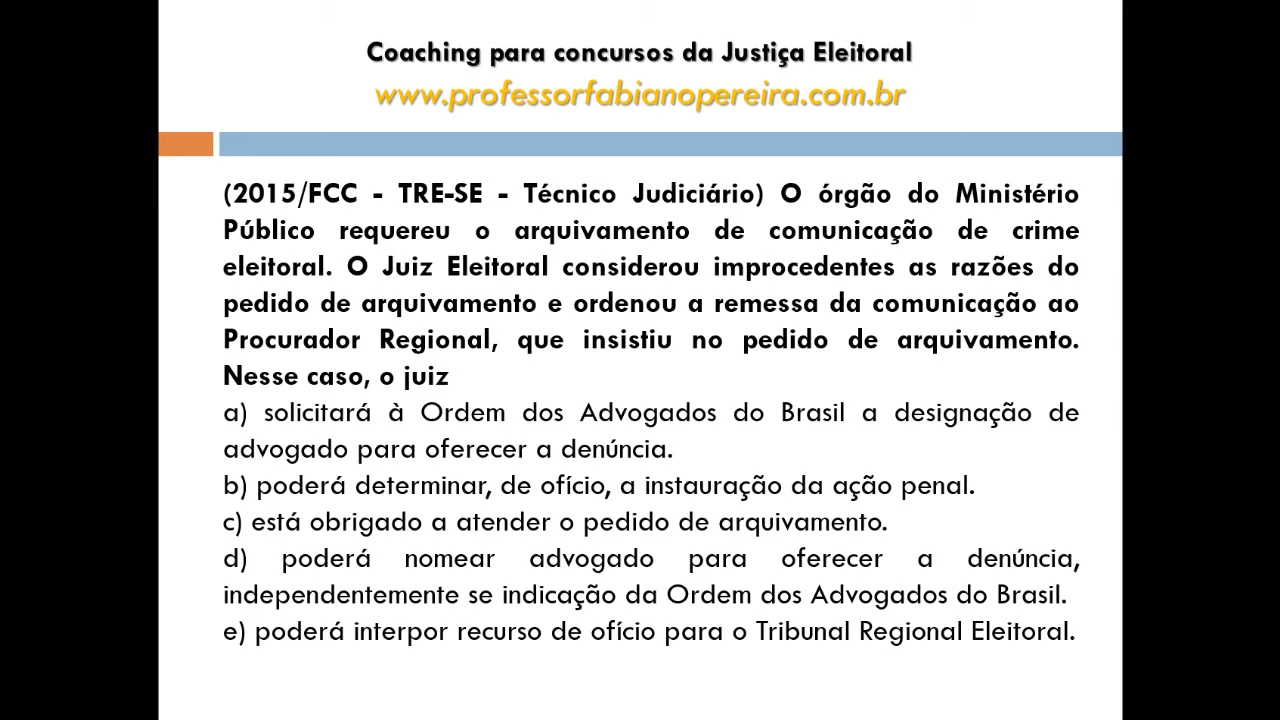 Coaching para concursos da Justiça Eleitoral
www.professorfabianopereira.com.br
(2015/FCC - TRE-SE - Técnico Judiciário) O órgão do Ministério
Público requereu o arquivamento de comunicação de crime
eleitoral. O Juiz Eleitoral considerou improcedentes as razões do
pedido de arquivamento e ordenou a remessa da comunicação ao
Procurador Regional, que insistiu no pedido de arquivamento.
Nesse caso, o juiz
a) solicitará à Ordem dos Advogados do Brasil a designação de
advogado para oferecer a denúncia.
b) poderá determinar, de ofício, a instauração da ação penal.
c) está obrigado a atender o pedido de arquivamento.
d) poderá nomear advogado para oferecer a denúncia,
independentemente se indicação da Ordem dos Advogados do Brasil.
e) poderá interpor recurso de ofício para o Tribunal Regional Eleitoral.